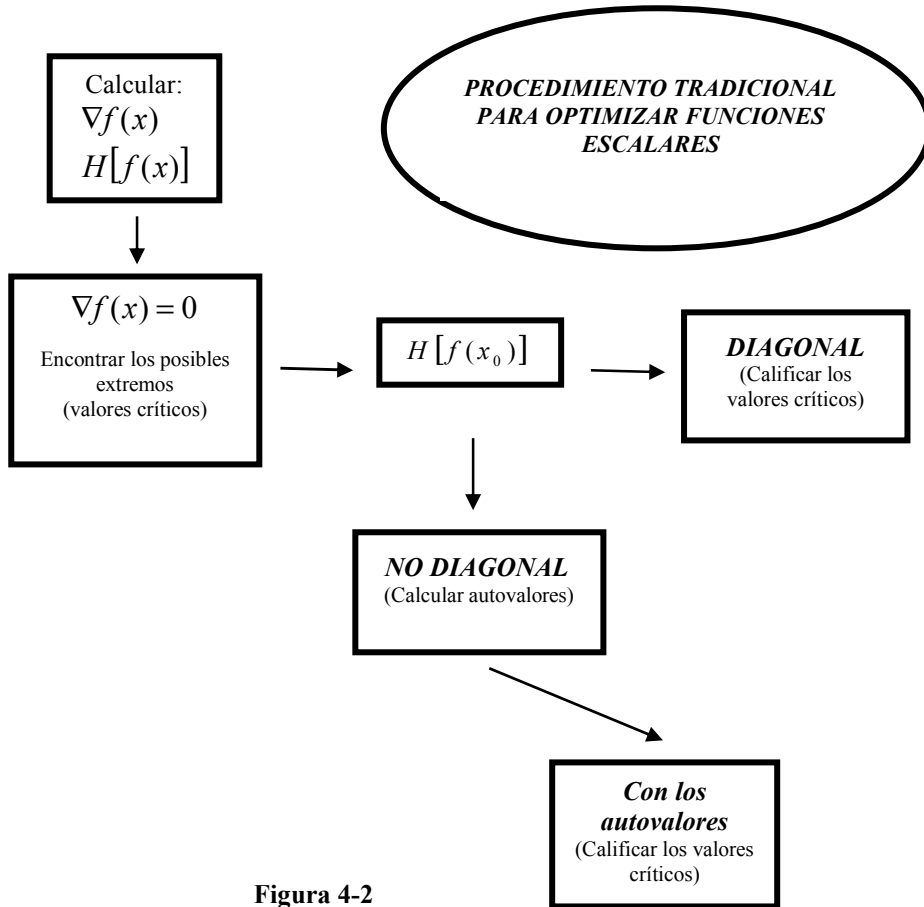 Calcular:
∇f(x)
H[f(x)]
PROCEDIMIENTO TRADICIONAL
PARA OPTIMIZAR FUNCIONES
ESCALARES
∇f(x) = 0
Encontrar los posibles
extremos
(valores críticos)
H[f(x₀)]
DIAGONAL
(Calificar los
valores críticos)
NO DIAGONAL
(Calcular autovalores)
Con los
autovalores
(Calificar los valores
críticos)
Figura 4-2